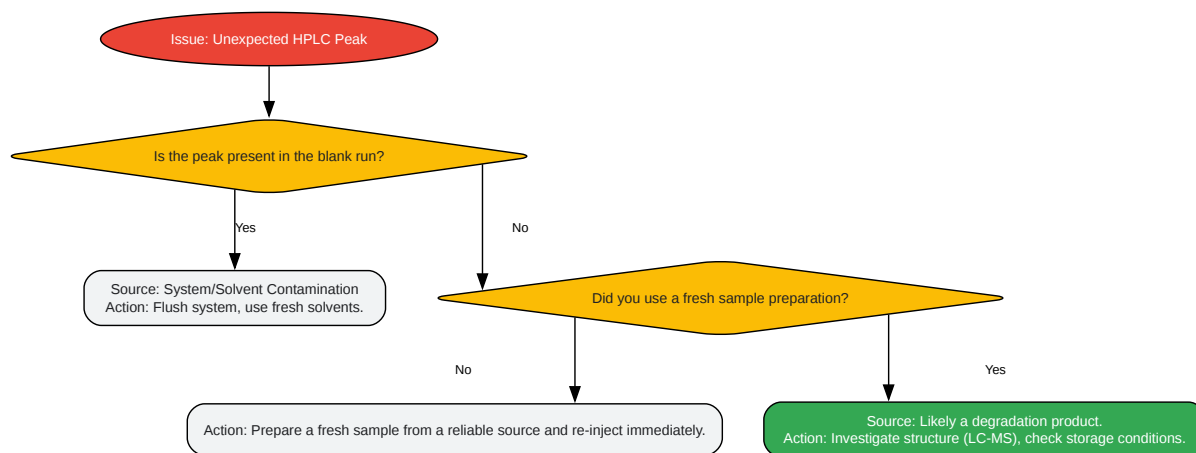 Issue: Unexpected HPLC Peak
Is the peak present in the blank run?
Yes
No
Source: System/Solvent Contamination
Action: Flush system, use fresh solvents.
Did you use a fresh sample preparation?
No
Yes
Action: Prepare a fresh sample from a reliable source and re-inject immediately.
Source: Likely a degradation product.
Action: Investigate structure (LC-MS), check storage conditions.